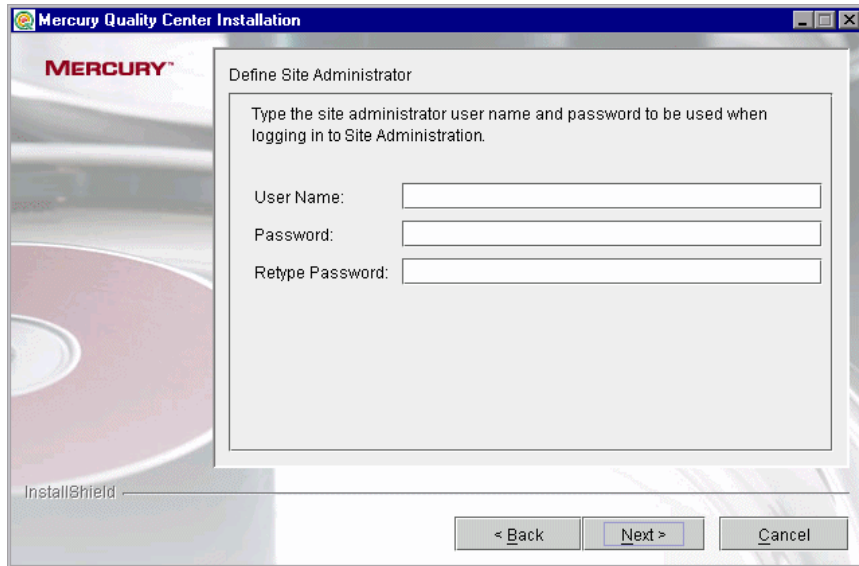 Mercury Quality Center Installation
MERCURY™
Define Site Administrator
Type the site administrator user name and password to be used when
logging in to Site Administration.
User Name:
Password:
Retype Password:
InstallShield
< Back
Next >
Cancel